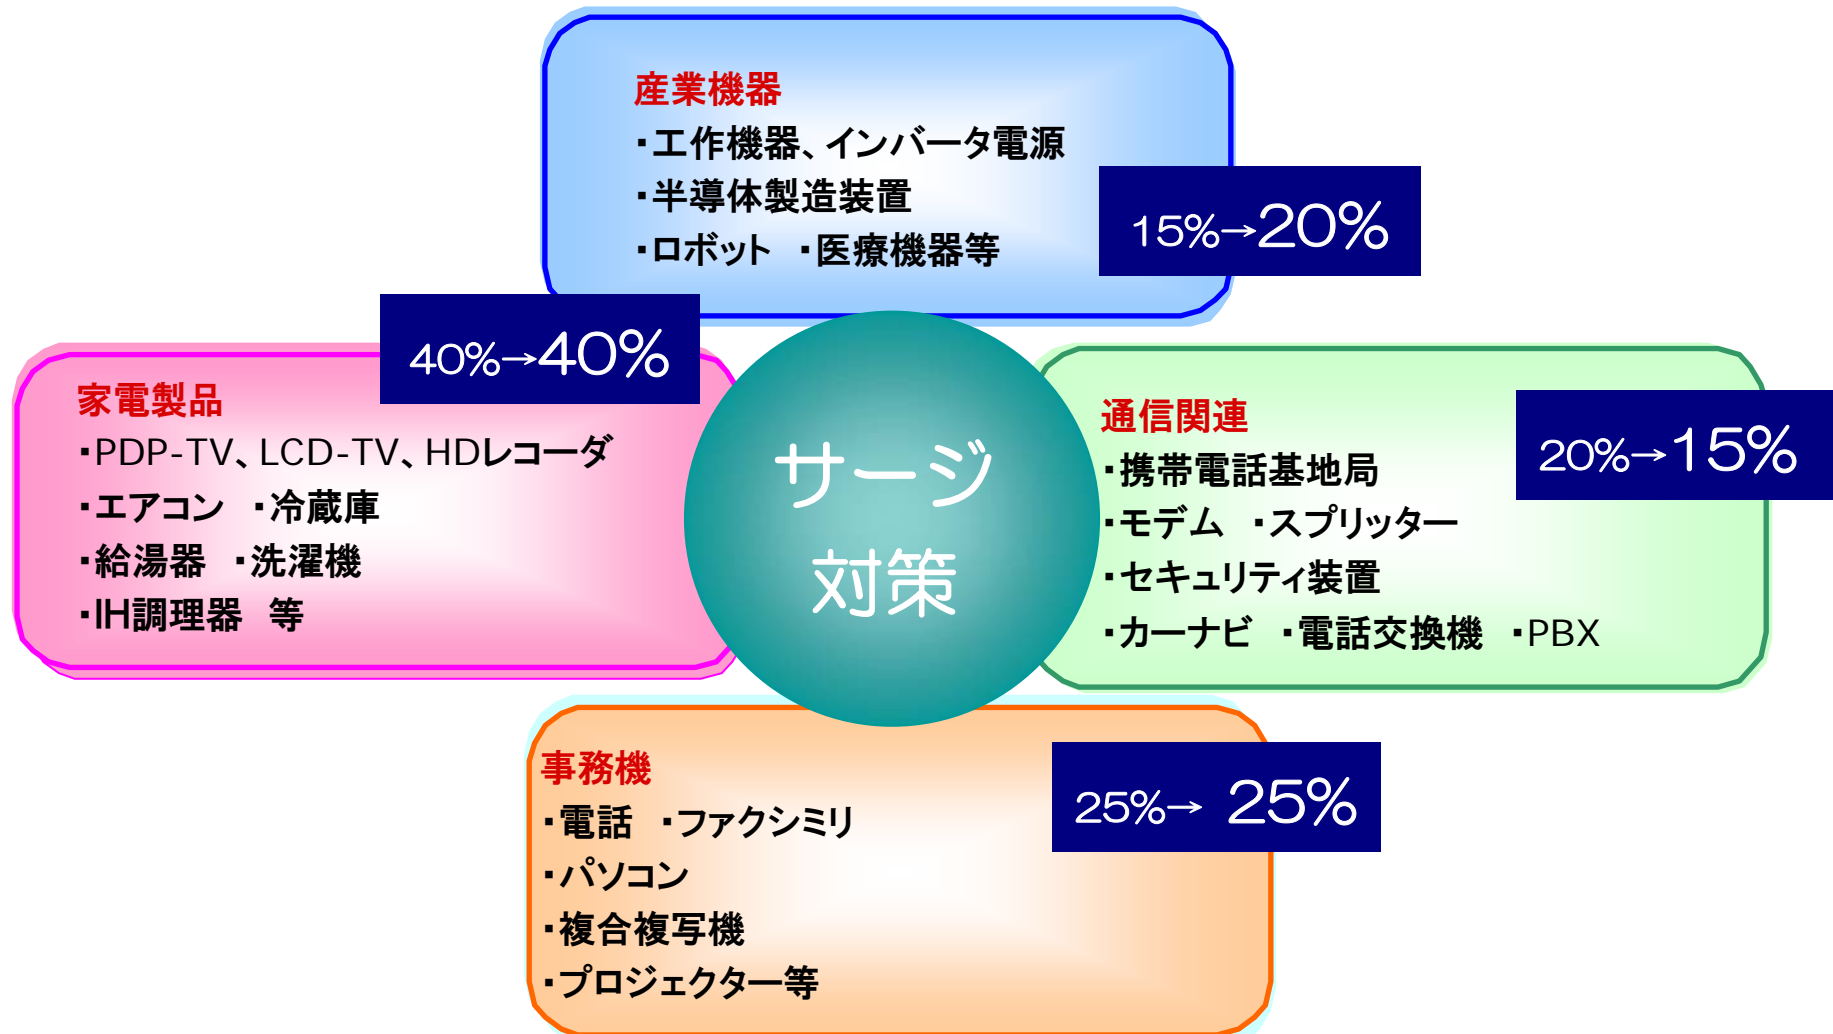 産業機器
・工作機器、インバータ電源
・半導体製造装置
・ロボット　・医療機器等
15%→20%
40%→40%
家電製品
・PDP-TV、LCD-TV、HDレコーダ
・エアコン　・冷蔵庫
・給湯器　・洗濯機
・IH調理器　等
サージ
対策
通信関連
・携帯電話基地局
・モデム　・スプリッター
・セキュリティ装置
・カーナビ　・電話交換機　・PBX
20%→15%
事務機
・電話　・ファクシミリ
・パソコン
・複合複写機
・プロジェクター等
25%→ 25%